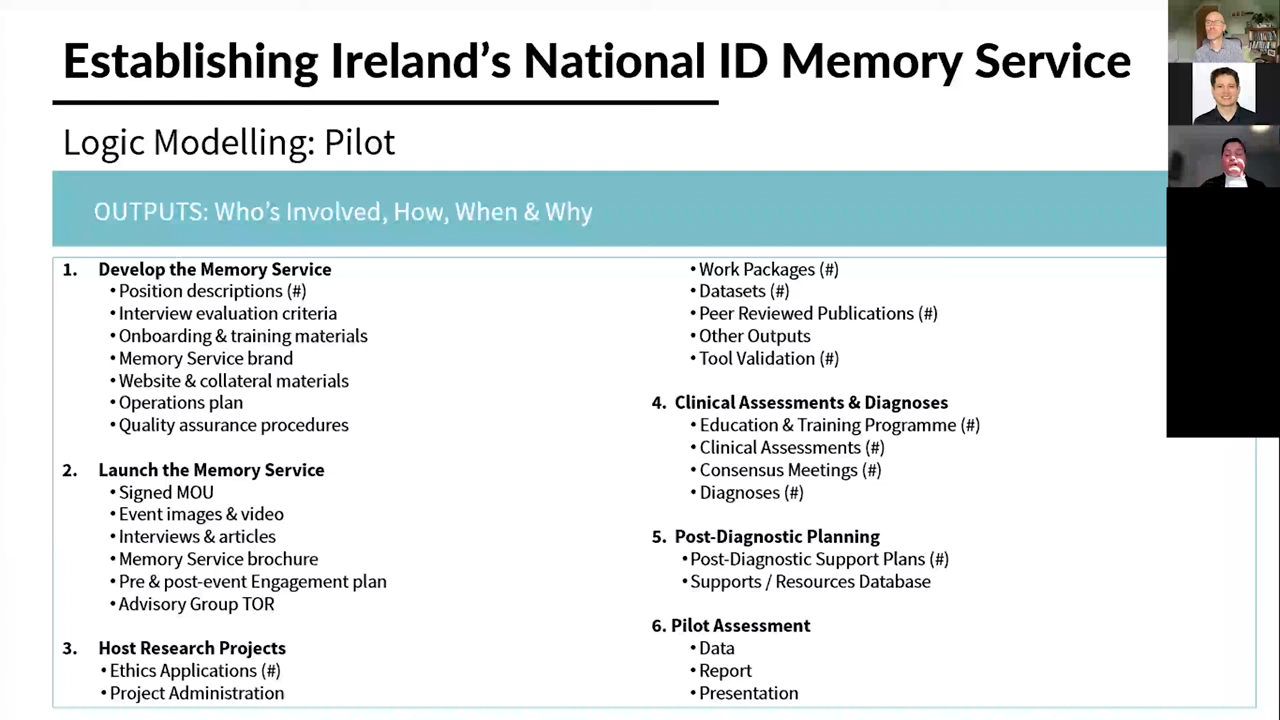 Establishing Ireland's National ID Memory Service
Logic Modelling: Pilot
OUTPUTS: Who's Involved, How, When & Why
1. Develop the Memory Service
• Position descriptions (#)
• Interview evaluation criteria
• Onboarding & training materials
• Memory Service brand
• Website & collateral materials
• Operations plan
• Quality assurance procedures
2. Launch the Memory Service
• Signed MOU
• Event images & video
• Interviews & articles
• Memory Service brochure
• Pre & post-event Engagement plan
• Advisory Group TOR
3. Host Research Projects
• Ethics Applications (#)
• Project Administration
• Work Packages (#)
• Datasets (#)
• Peer Reviewed Publications (#)
• Other Outputs
• Tool Validation (#)
4. Clinical Assessments & Diagnoses
• Education & Training Programme (#)
• Clinical Assessments (#)
• Consensus Meetings (#)
• Diagnoses (#)
5. Post-Diagnostic Planning
• Post-Diagnostic Support Plans (#)
• Supports / Resources Database
6. Pilot Assessment
• Data
• Report
• Presentation